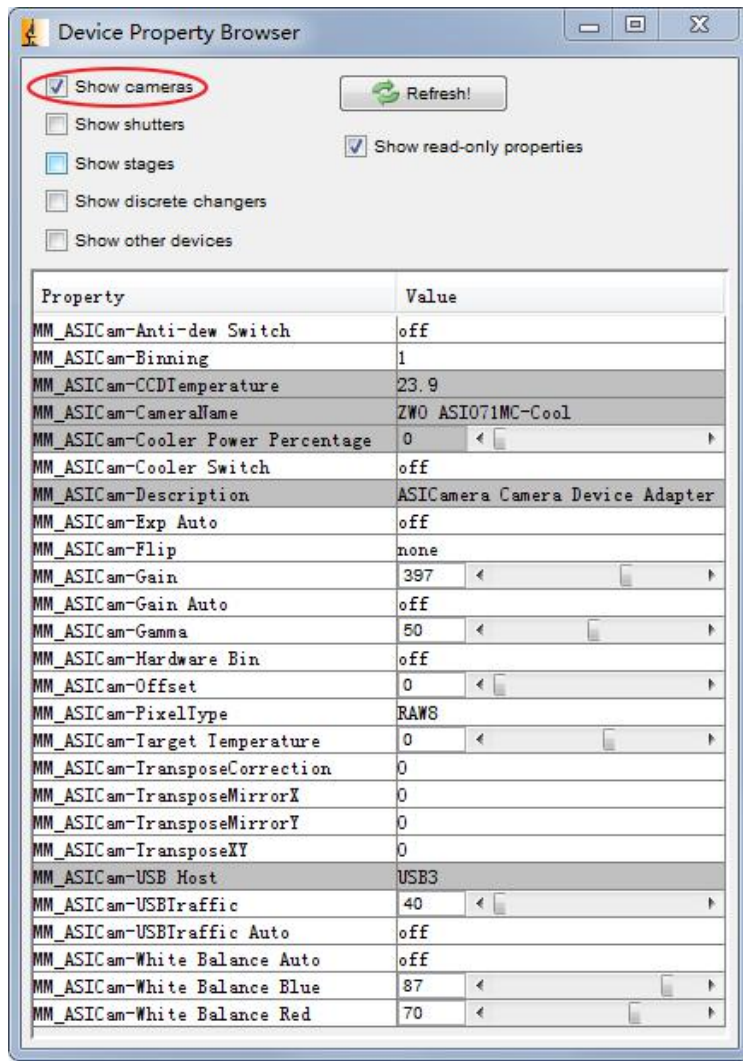 Device Property Browser
Show cameras
Refresh!
Show shutters
Show read-only properties
Show stages
Show discrete changers
Show other devices
Property Value
MM_ASICam-Anti-dew Switch off
MM_ASICam-Binning 1
MM_ASICam-CCDTemperature 23.9
MM_ASICam-CameraName ZWO ASI071MC-Cool
MM_ASICam-Cooler Power Percentage 0
MM_ASICam-Cooler Switch off
MM_ASICam-Description ASICamera Camera Device Adapter
MM_ASICam-Exp Auto off
MM_ASICam-Flip none
MM_ASICam-Gain 397
MM_ASICam-Gain Auto off
MM_ASICam-Gamma 50
MM_ASICam-Hardware Bin off
MM_ASICam-Offset 0
MM_ASICam-PixelType RAW8
MM_ASICam-Target Temperature 0
MM_ASICam-TransposeCorrection 0
MM_ASICam-TransposeMirrorX 0
MM_ASICam-TransposeMirrorY 0
MM_ASICam-TransposeXY 0
MM_ASICam-USB Host USB3
MM_ASICam-USBTraffic 40
MM_ASICam-USBTraffic Auto off
MM_ASICam-White Balance Auto off
MM_ASICam-White Balance Blue 87
MM_ASICam-White Balance Red 70